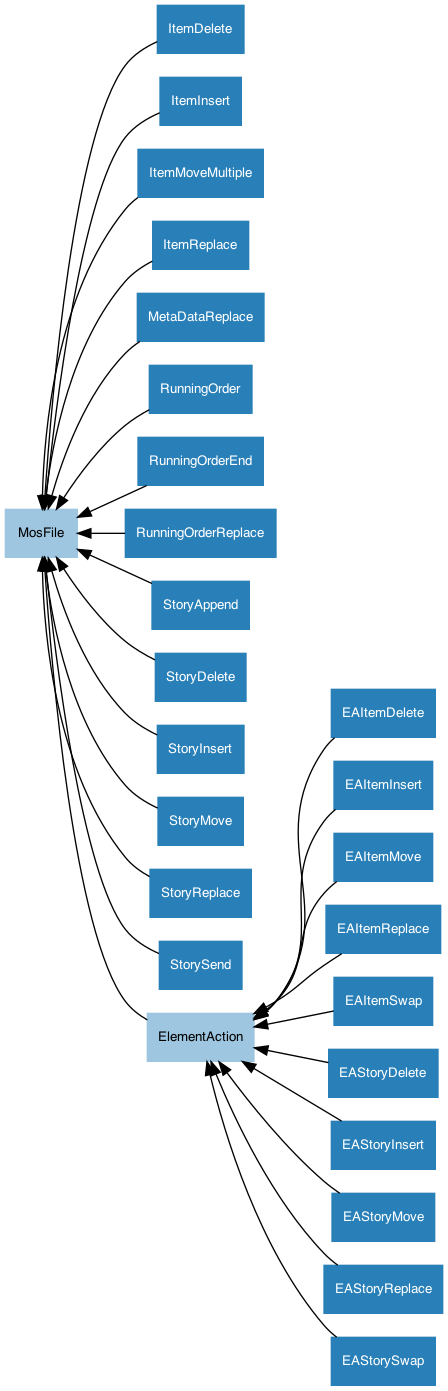 ItemDelete
ItemInsert
ItemMoveMultiple
ItemReplace
MetaDataReplace
RunningOrder
RunningOrderEnd
MosFile
RunningOrderReplace
StoryAppend
StoryDelete
EAItemDelete
StoryInsert
EAItemInsert
StoryMove
EAItemMove
StoryReplace
EAItemReplace
StorySend
EAItemSwap
ElementAction
EAStoryDelete
EAStoryInsert
EAStoryMove
EAStoryReplace
EAStorySwap